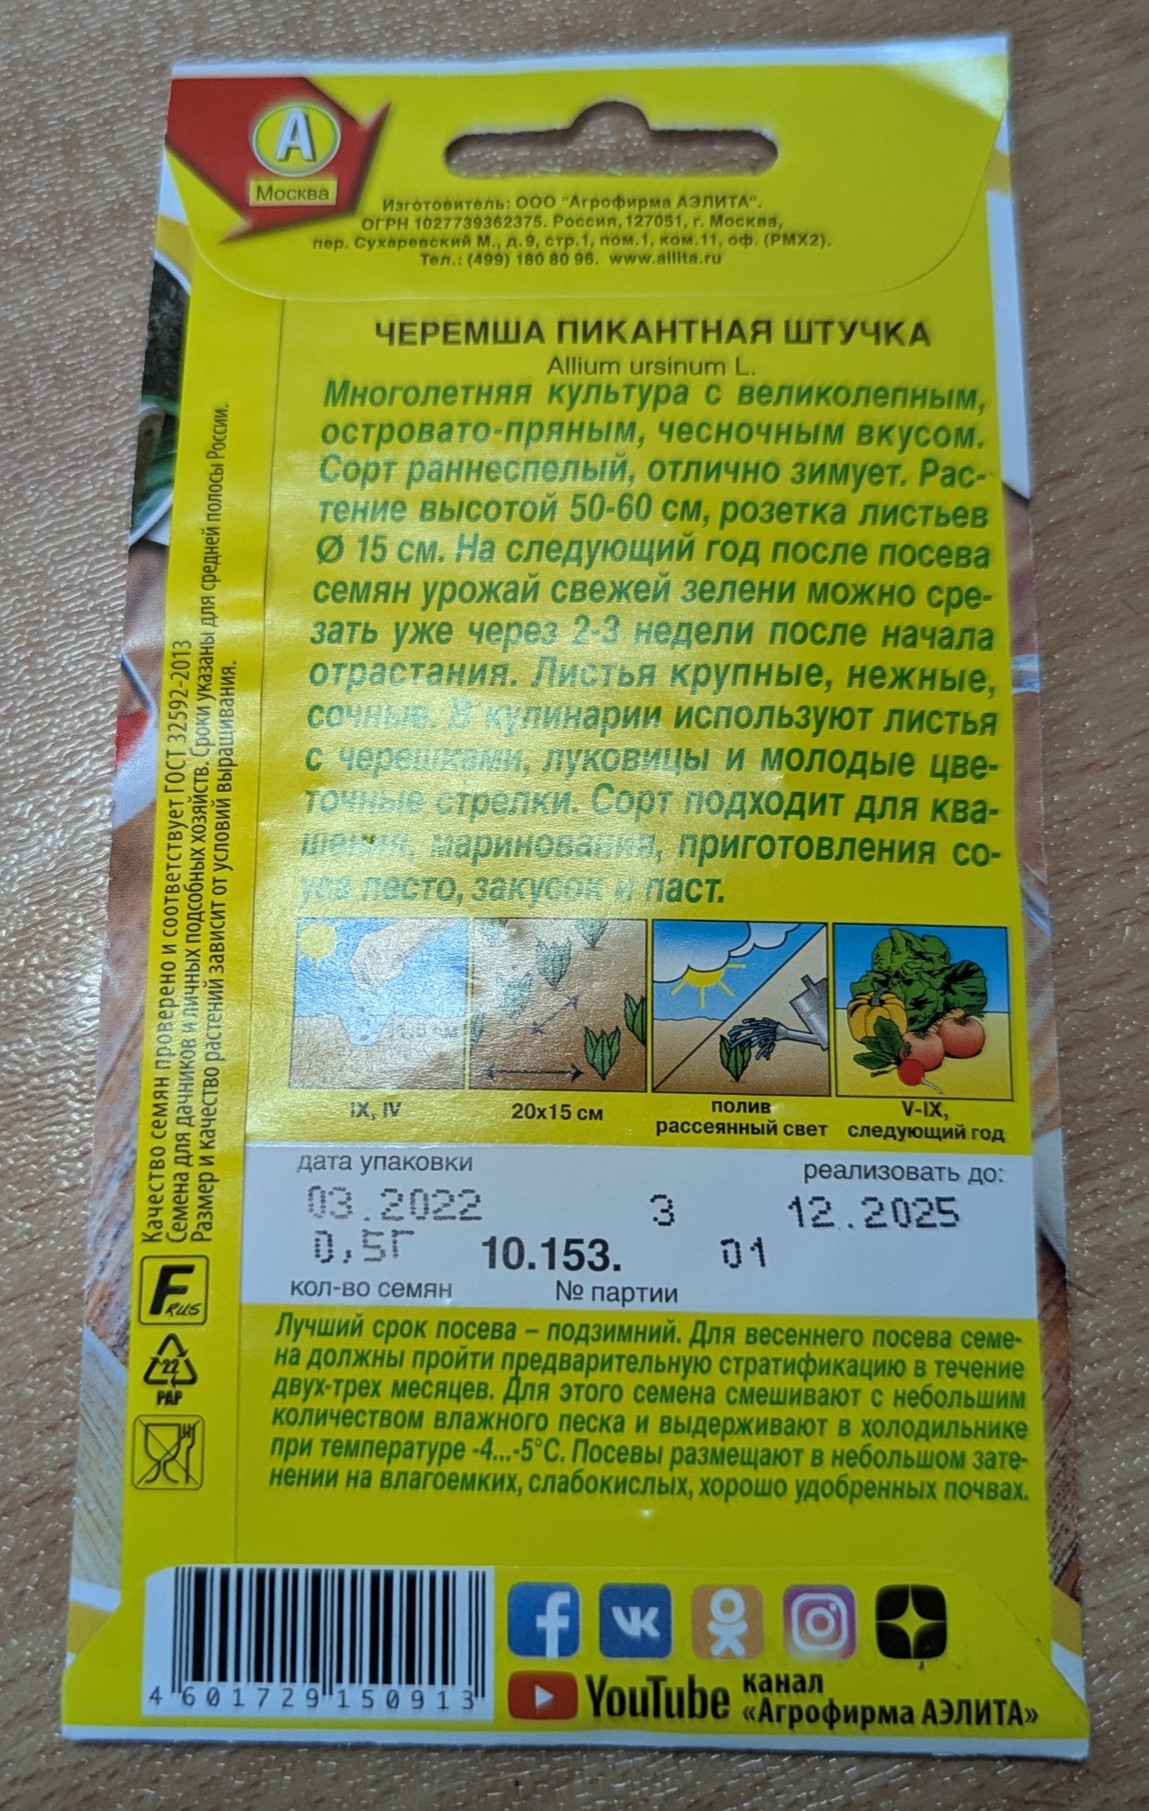 А
Москва
Изготовитель: ООО "Агрофирма АЭЛИТА".
ОГРН 1027739362375. Россия, 127051, г. Москва,
пер. Сухаревский М., д.9, стр.1, пом.1, ком.11, оф. (РМХ2).
Тел.: (499) 180 80 96. www.ailita.ru
ЧЕРЕМША ПИКАНТНАЯ ШТУЧКА
Allium ursinum L.
Многолетняя культура с великолепным,
островато-пряным, чесночным вкусом.
Сорт раннеспелый, отлично зимует. Рас-
тение высотой 50-60 см, розетка листьев
Ø 15 см. На следующий год после посева
семян урожай свежей зелени можно сре-
зать уже через 2-3 недели после начала
отрастания. Листья крупные, нежные,
сочные. В кулинарии используют листья
с черешками, луковицы и молодые цве-
точные стрелки. Сорт подходит для ква-
шения, маринования, приготовления со-
уса песто, закусок и паст.
IX, IV
20х15 см
полив
рассеянный свет
V-IX,
следующий год
дата упаковки
реализовать до:
03.2022
3
12.2025
0,5Г
10.153.
01
кол-во семян
№ партии
Лучший срок посева – подзимний. Для весеннего посева семе-
на должны пройти предварительную стратификацию в течение
двух-трех месяцев. Для этого семена смешивают с небольшим
количеством влажного песка и выдерживают в холодильнике
при температуре -4...-5°С. Посевы размещают в небольшом зате-
нении на влагоемких, слабокислых, хорошо удобренных почвах.
Качество семян проверено и соответствует ГОСТ 32592-2013
Семена для дачников и личных подсобных хозяйств. Сроки указаны для средней полосы России.
Размер и качество растений зависит от условий выращивания.
F RUS
22
PAP
4 601729 150913
YouTube
канал
«Агрофирма АЭЛИТА»